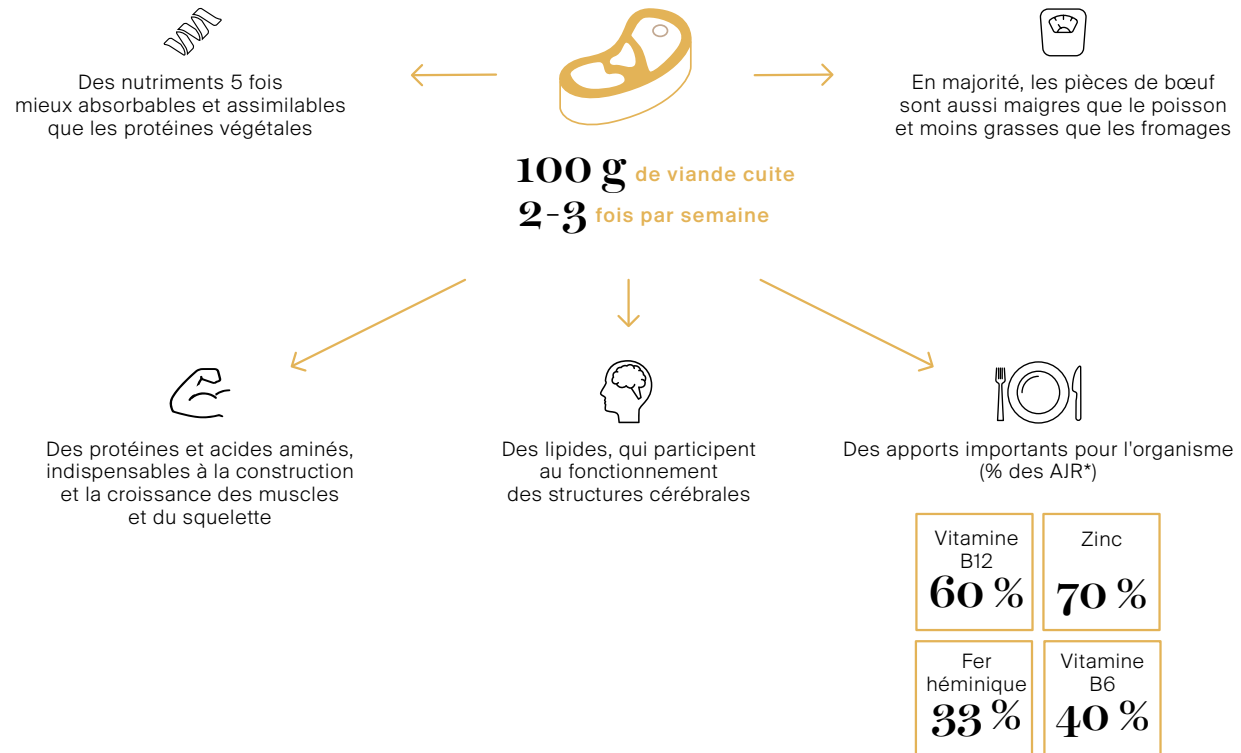 Des nutriments 5 fois
mieux absorbables et assimilables
que les protéines végétales
En majorité, les pièces de bœuf
sont aussi maigres que le poisson
et moins grasses que les fromages
100 g de viande cuite
2-3 fois par semaine
Des protéines et acides aminés,
indispensables à la construction
et la croissance des muscles
et du squelette
Des lipides, qui participent
au fonctionnement
des structures cérébrales
Des apports importants pour l'organisme
(% des AJR*)
Vitamine
B12
60 %
Zinc
70 %
Fer
héminique
33 %
Vitamine
B6
40 %